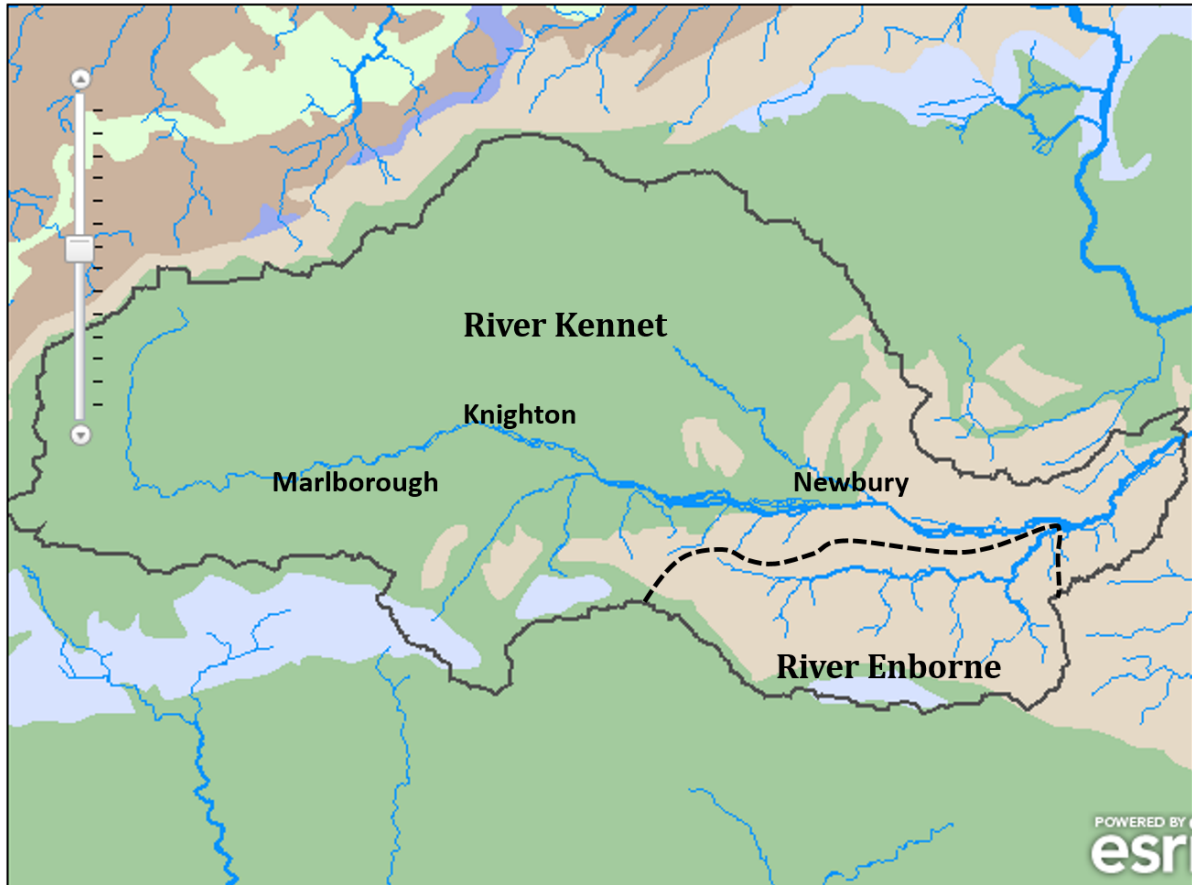 River Kennet
Knighton
Marlborough
Newbury
River Enborne
POWERED BY
esri